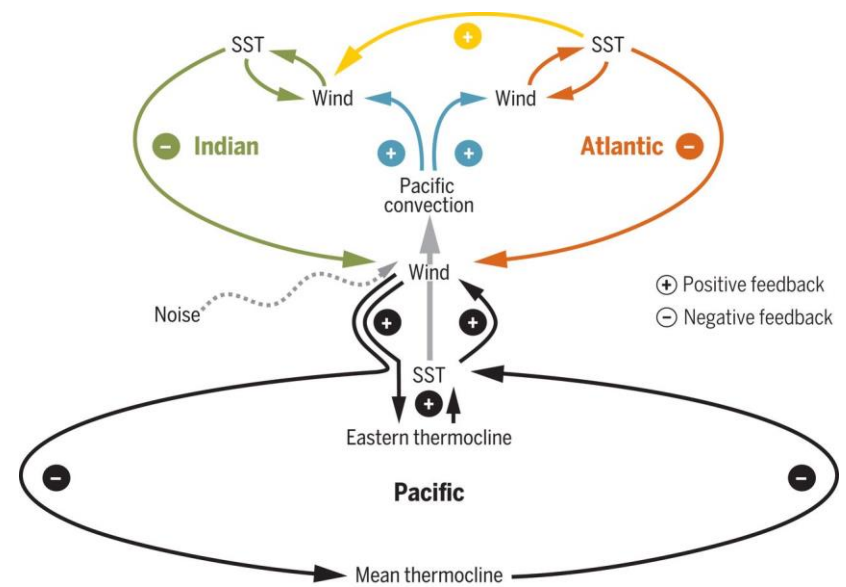 +
SST
SST
Wind
Wind
− Indian
+
+
Atlantic −
Pacific
convection
Wind
+ Positive feedback
− Negative feedback
Noise
+
+
SST
+
Eastern thermocline
−
Pacific
−
Mean thermocline